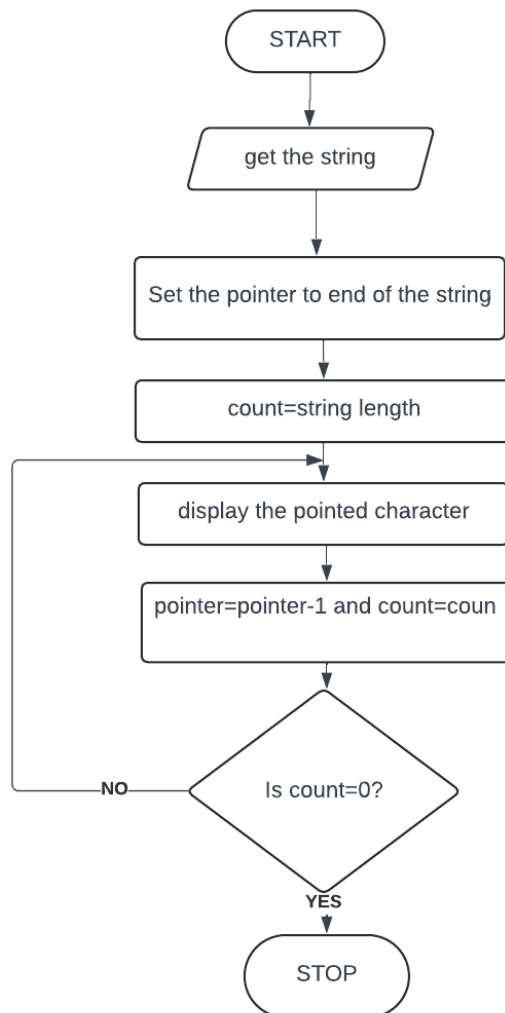 START
get the string
Set the pointer to end of the string
count=string length
display the pointed character
pointer=pointer-1 and count=coun
Is count=0?
NO
YES
STOP